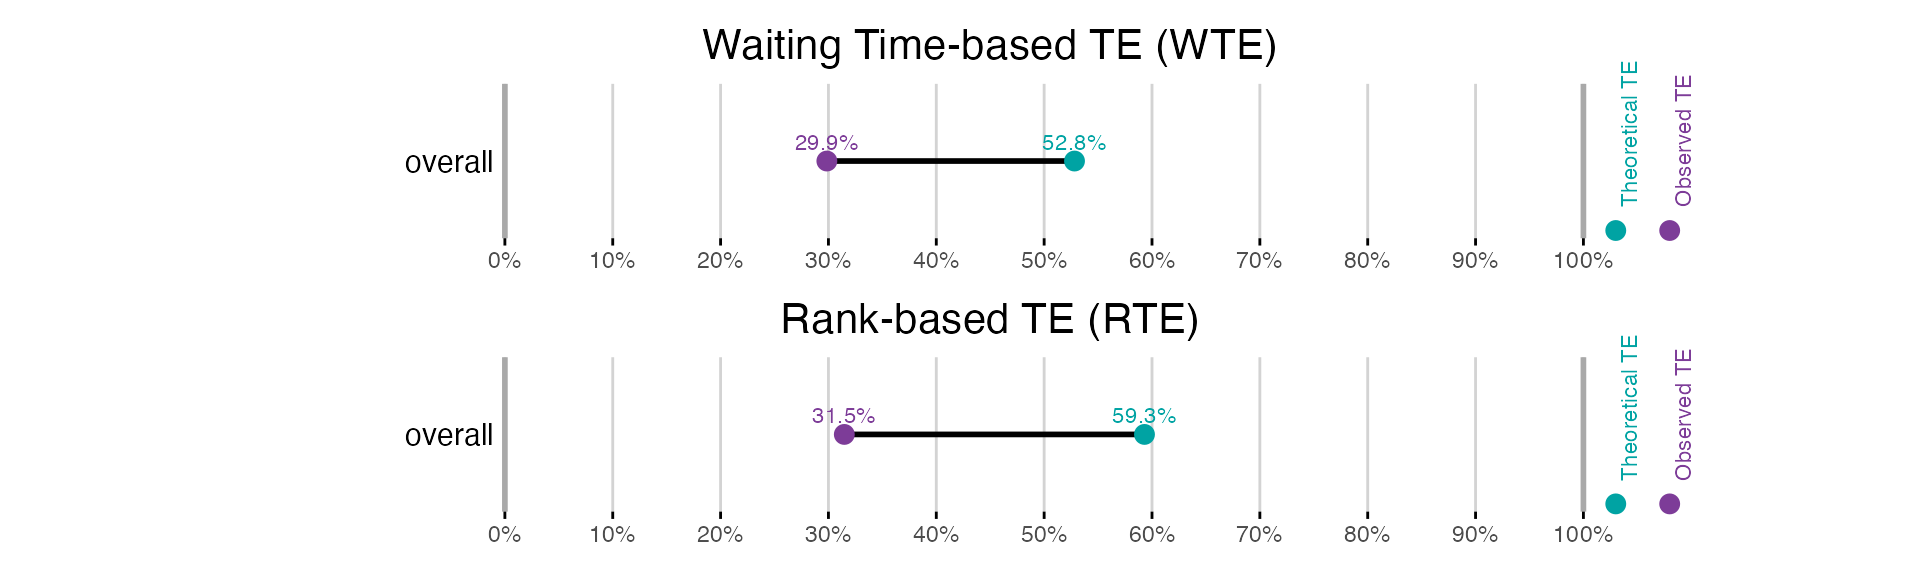 Waiting Time-based TE (WTE)
overall
29.9%
52.8%
0% 10% 20% 30% 40% 50% 60% 70% 80% 90% 100%
Theoretical TE
Observed TE
Rank-based TE (RTE)
overall
31.5%
59.3%
0% 10% 20% 30% 40% 50% 60% 70% 80% 90% 100%
Theoretical TE
Observed TE